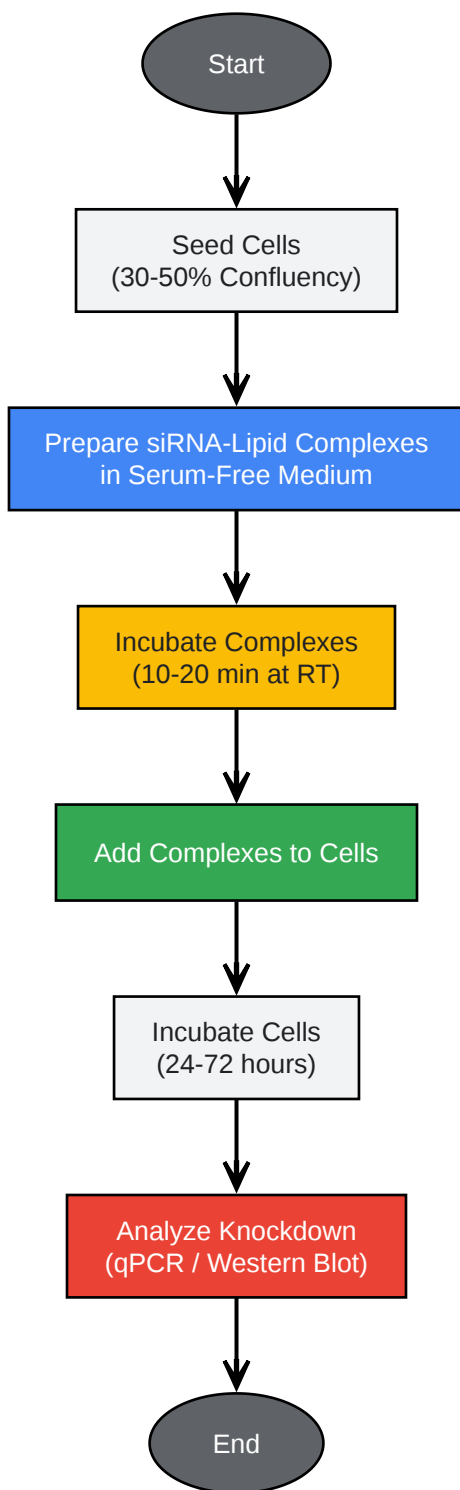 Start
Seed Cells
(30-50% Confluency)
Prepare siRNA-Lipid Complexes
in Serum-Free Medium
Incubate Complexes
(10-20 min at RT)
Add Complexes to Cells
Incubate Cells
(24-72 hours)
Analyze Knockdown
(qPCR / Western Blot)
End